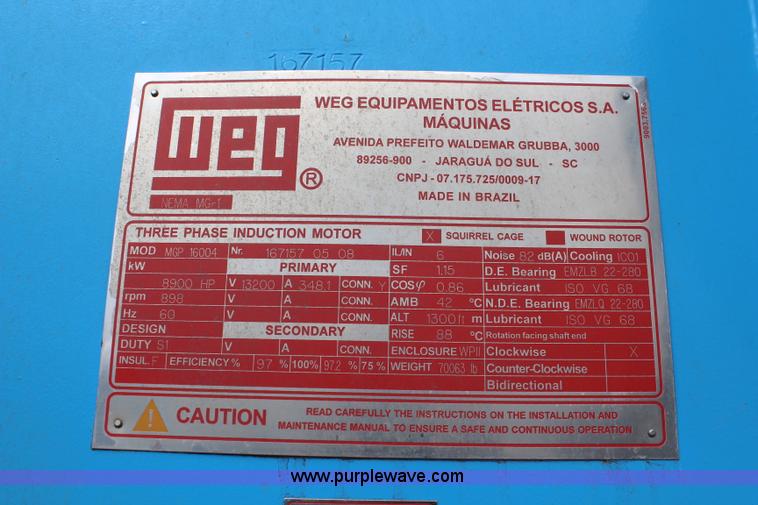 167157
WEG EQUIPAMENTOS ELÉTRICOS S.A.
MÁQUINAS
AVENIDA PREFEITO WALDEMAR GRUBBA, 3000
89256-900 - JARAGUÁ DO SUL - SC
CNPJ - 07.175.725/0009-17
MADE IN BRAZIL
weg ®
NEMA MG-1
THREE PHASE INDUCTION MOTOR X SQUIRREL CAGE WOUND ROTOR
MOD MGP 16004 Nr. 167157 05 08 IL/IN 6 Noise 82 dB(A) Cooling IC01
kW PRIMARY SF 1.15 D.E. Bearing EMZLB 22-280
8900 HP V 13200 A 348.1 CONN. Y COSφ 0.86 Lubricant ISO VG 68
rpm 898 V A CONN. AMB 42 °C N.D.E. Bearing EMZLQ 22-280
Hz 60 V A CONN. ALT 1300ft m Lubricant ISO VG 68
DESIGN SECONDARY RISE 88 °C Rotation facing shaft end
DUTY S1 V A CONN. ENCLOSURE WPII Clockwise X
INSUL. F EFFICIENCY % 97 % 100% 97.2 % 75 % WEIGHT 70063 lb Counter-Clockwise
Bidirectional
CAUTION READ CAREFULLY THE INSTRUCTIONS ON THE INSTALLATION AND
MAINTENANCE MANUAL TO ENSURE A SAFE AND CONTINUOUS OPERATION
www.purplewave.com